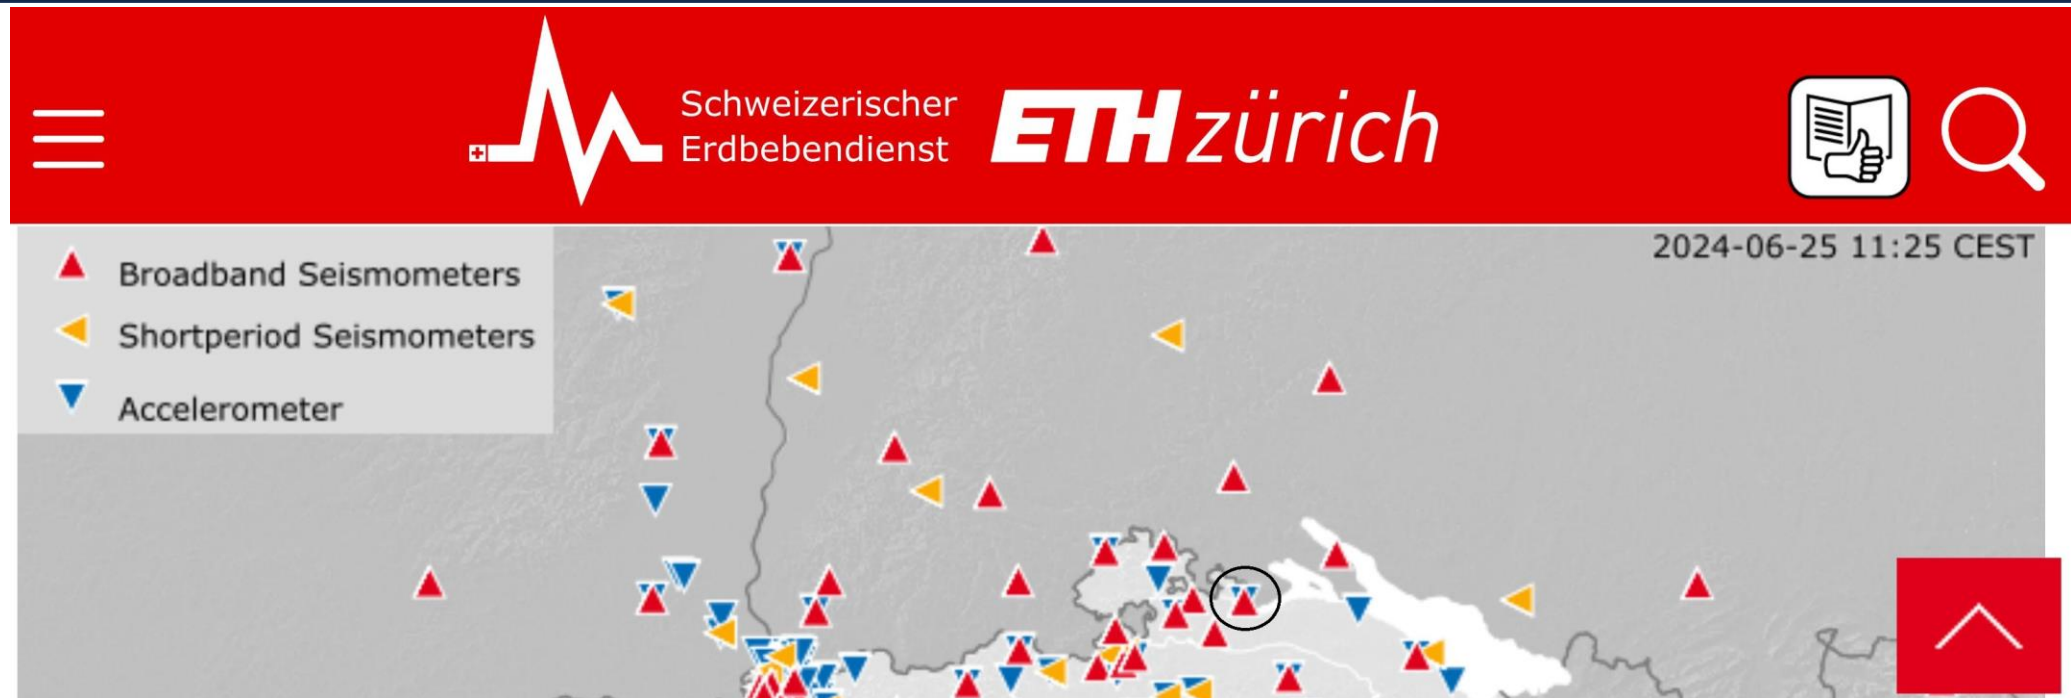 Schweizerischer
Erdbebendienst
ETH zürich
2024-06-25 11:25 CEST
Broadband Seismometers
Shortperiod Seismometers
Accelerometer